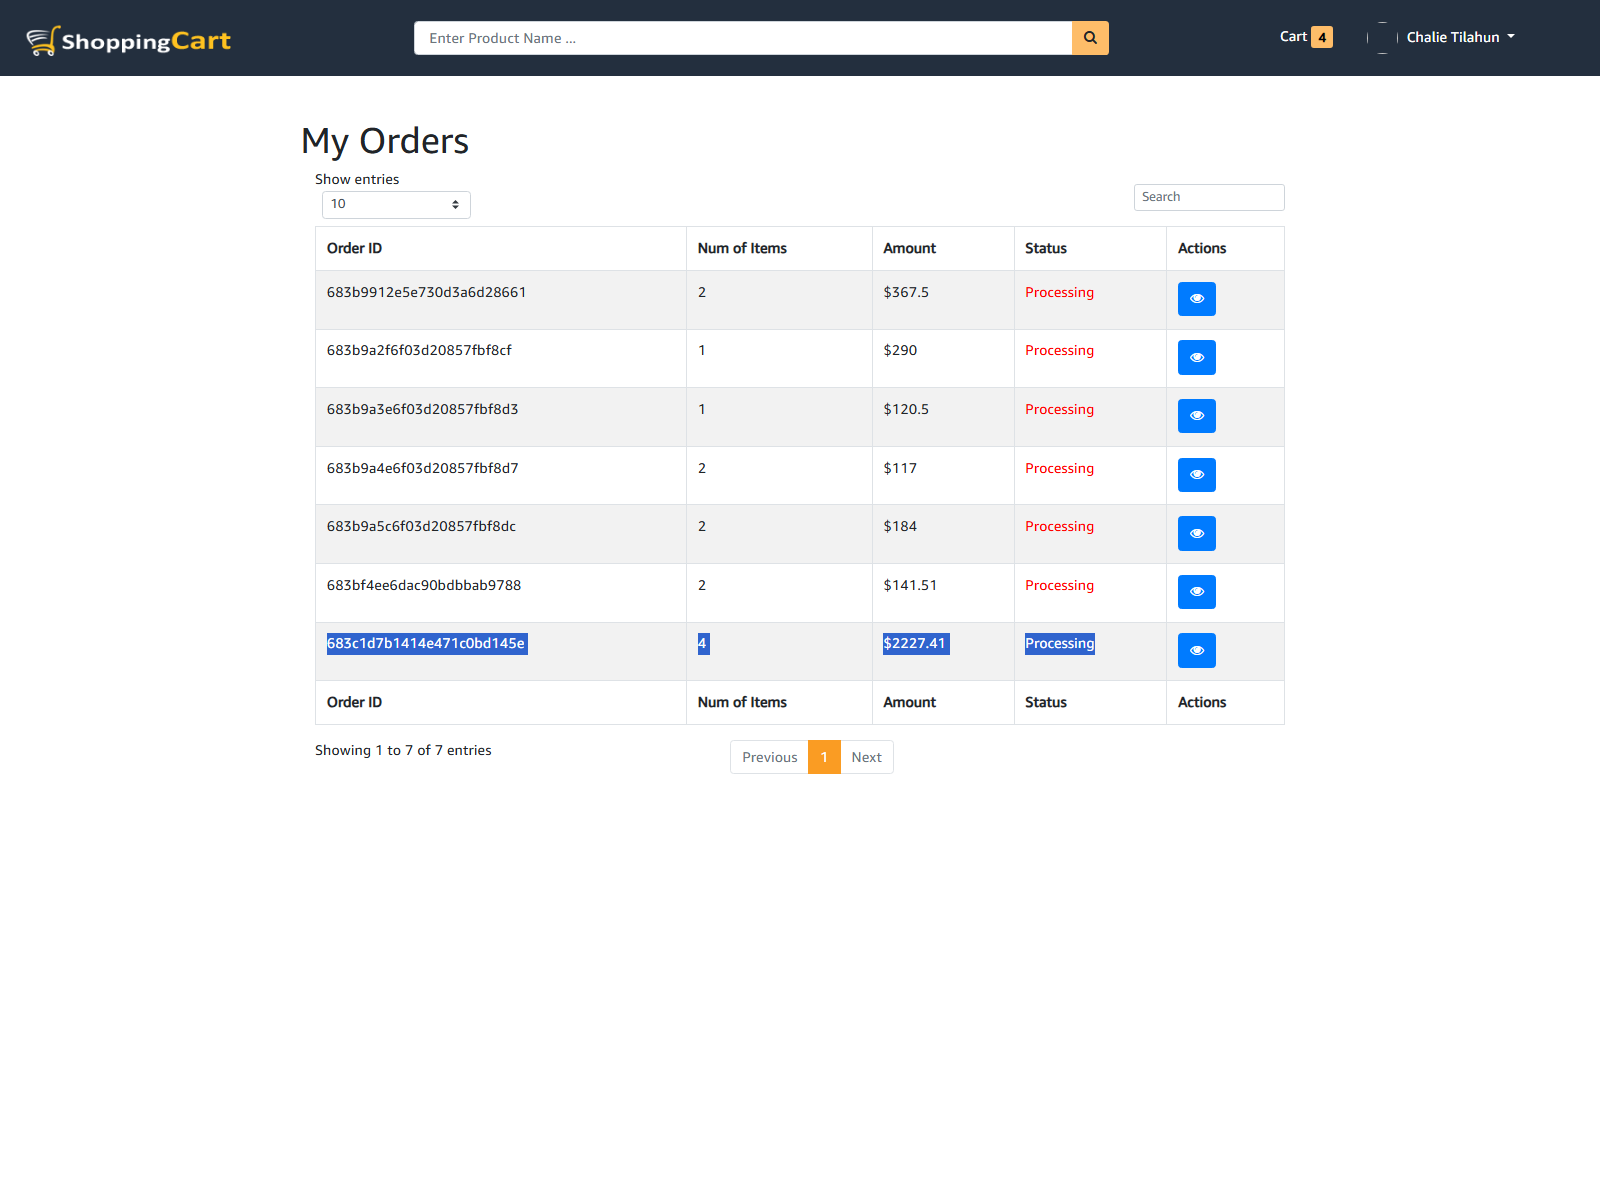 ShoppingCart
Enter Product Name ...
Cart 4
Chalie Tilahun
My Orders
Show entries
10
Search
Order ID Num of Items Amount Status Actions
683b9912e5e730d3a6d28661 2 $367.5 Processing
683b9a2f6f03d20857fbf8cf 1 $290 Processing
683b9a3e6f03d20857fbf8d3 1 $120.5 Processing
683b9a4e6f03d20857fbf8d7 2 $117 Processing
683b9a5c6f03d20857fbf8dc 2 $184 Processing
683bf4ee6dac90bdbbab9788 2 $141.51 Processing
683c1d7b1414e471c0bd145e 4 $2227.41 Processing
Order ID Num of Items Amount Status Actions
Showing 1 to 7 of 7 entries
Previous 1 Next